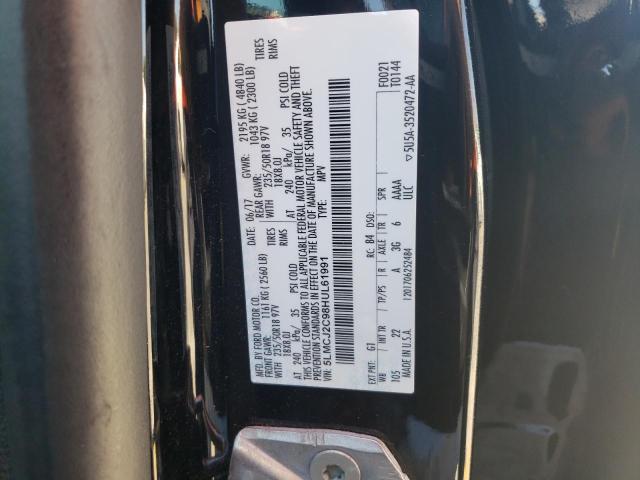 MFD. BY FORD MOTOR CO. DATE: 06/17 GVWR: 2195 KG ( 4840 LB)
FRONT GAWR: 1161 KG ( 2560 LB) REAR GAWR: 1043 KG ( 2300 LB)
WITH 235/50R18 97V TIRES WITH 235/50R18 97V TIRES
18X8.0J RIMS 18X8.0J RIMS
AT 240 kPa/ 35 PSI COLD AT 240 kPa/ 35 PSI COLD
THIS VEHICLE CONFORMS TO ALL APPLICABLE FEDERAL MOTOR VEHICLE SAFETY AND THEFT
PREVENTION STANDARDS IN EFFECT ON THE DATE OF MANUFACTURE SHOWN ABOVE.
VIN: 5LMCJ2C98HUL61991 TYPE: MPV
F0021
T0144
EXT PNT: G1 RC: B4 DSO:
WB INT TR TP/PS R AXLE TR SPR
105 22 A 3G 6 AAAA
MADE IN U.S.A. 1201706252484 ULC
▽5U5A-3520472-AA